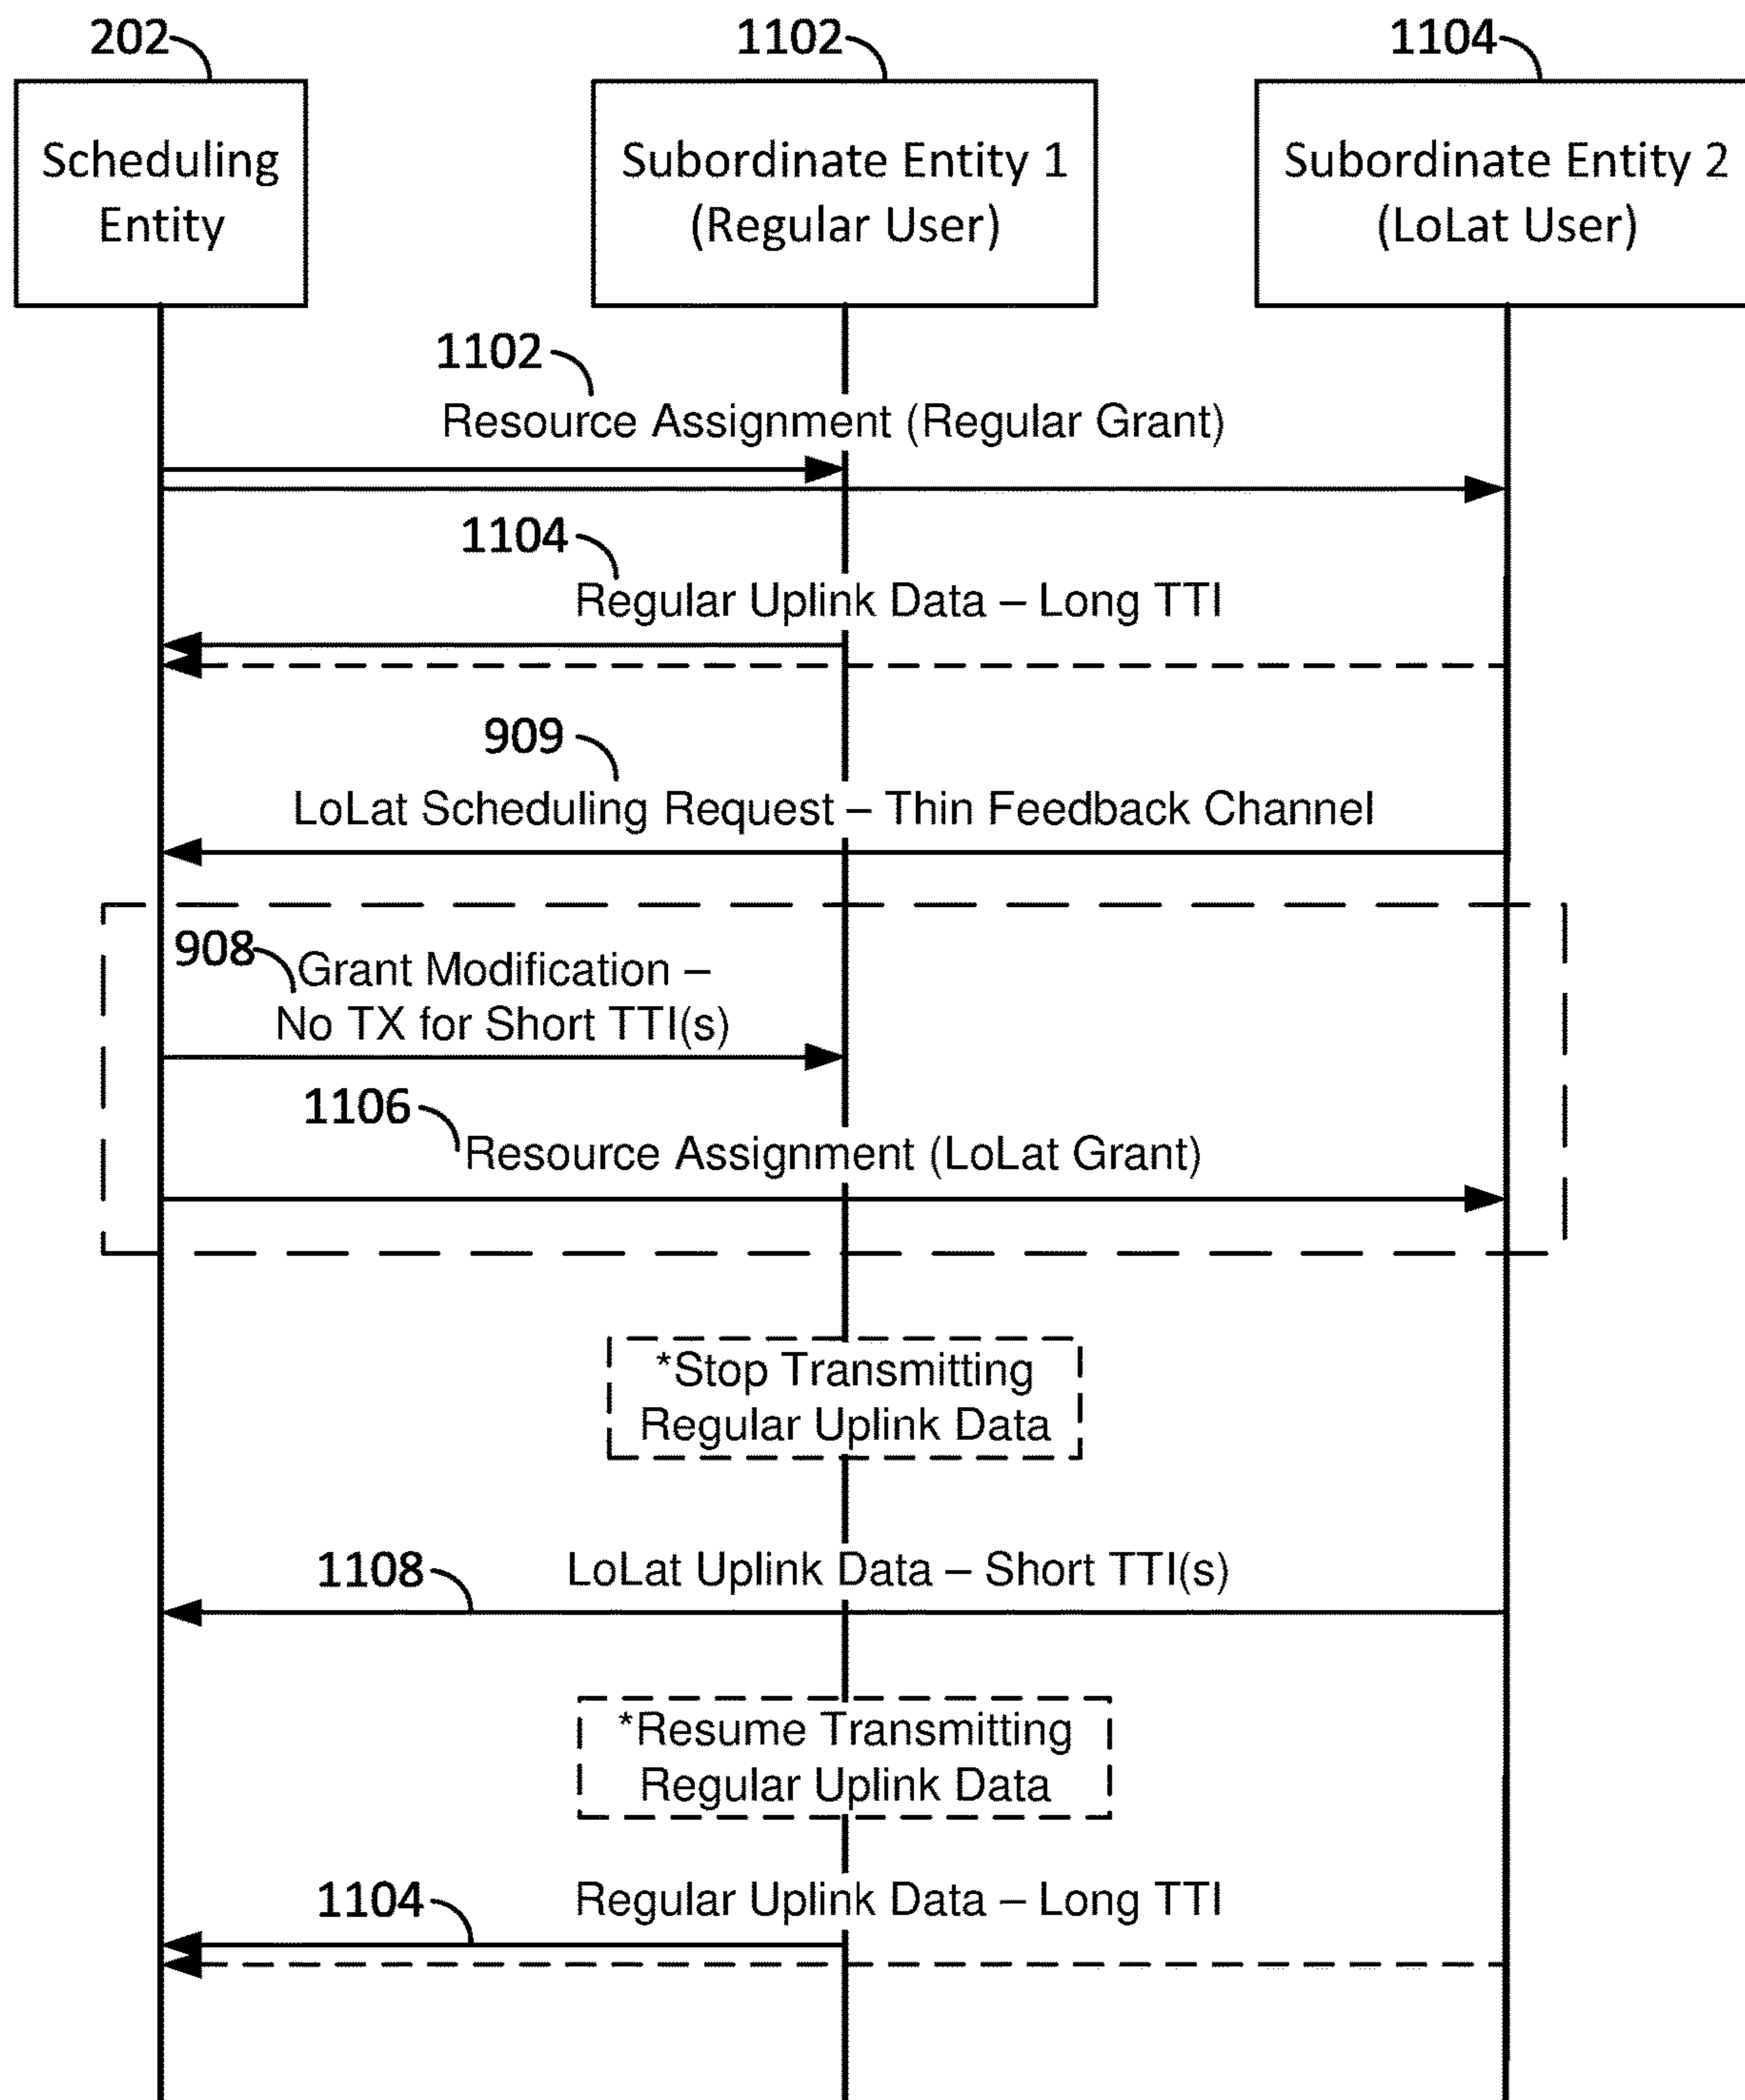 202
1102
1104
Scheduling
Entity
Subordinate Entity 1
(Regular User)
Subordinate Entity 2
(LoLat User)
1102
Resource Assignment (Regular Grant)
1104
Regular Uplink Data – Long TTI
909
LoLat Scheduling Request – Thin Feedback Channel
908
Grant Modification –
No TX for Short TTI(s)
1106
Resource Assignment (LoLat Grant)
*Stop Transmitting
Regular Uplink Data
1108
LoLat Uplink Data – Short TTI(s)
*Resume Transmitting
Regular Uplink Data
1104
Regular Uplink Data – Long TTI